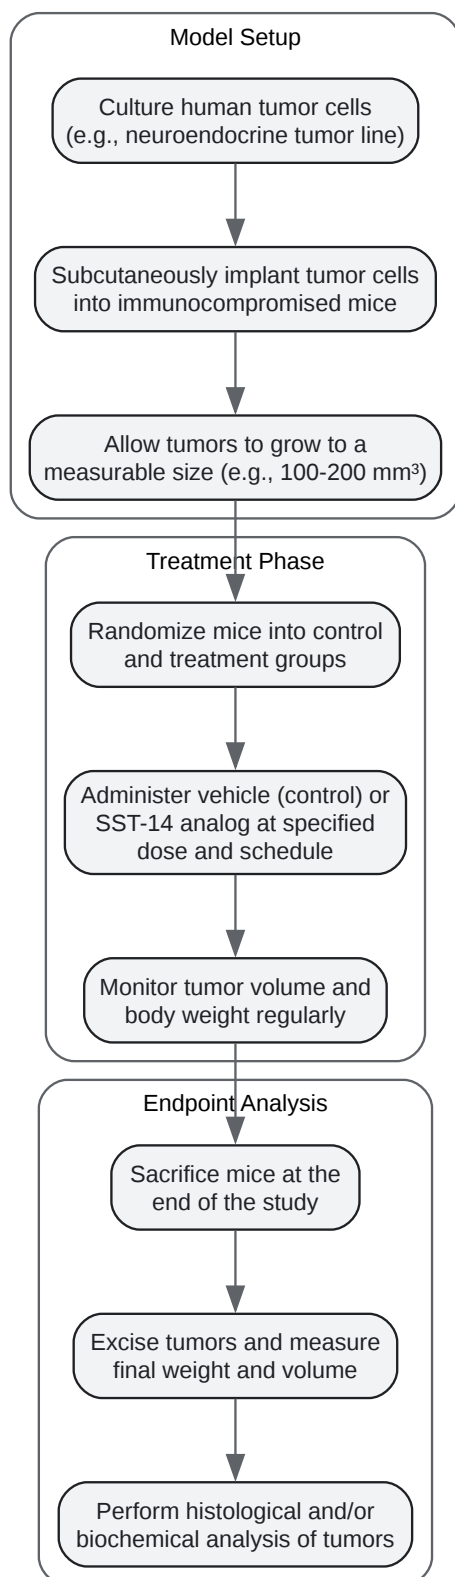 Model Setup
Culture human tumor cells
(e.g., neuroendocrine tumor line)
Subcutaneously implant tumor cells
into immunocompromised mice
Allow tumors to grow to a
measurable size (e.g., 100-200 mm³)
Treatment Phase
Randomize mice into control
and treatment groups
Administer vehicle (control) or
SST-14 analog at specified
dose and schedule
Monitor tumor volume and
body weight regularly
Endpoint Analysis
Sacrifice mice at the
end of the study
Excise tumors and measure
final weight and volume
Perform histological and/or
biochemical analysis of tumors